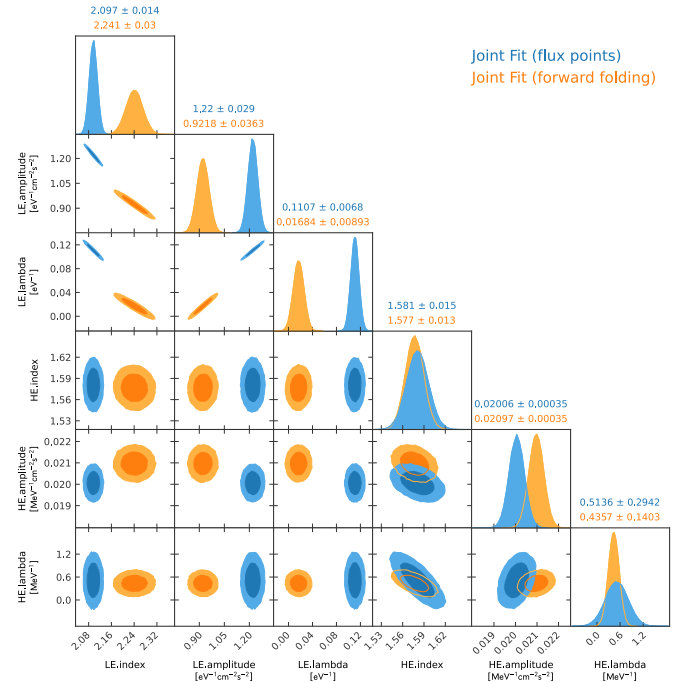 2.097 ± 0.014
2.241 ± 0.03
Joint Fit (flux points)
Joint Fit (forward folding)
1.22 ± 0.029
0.9218 ± 0.0363
LE.amplitude
[eV⁻¹cm⁻²s⁻²]
1.20
1.05
0.90
0.1107 ± 0.0068
0.01684 ± 0.00893
LE.lambda
[eV⁻¹]
0.12
0.08
0.04
0.00
1.581 ± 0.015
1.577 ± 0.013
HE.index
1.62
1.59
1.56
1.53
0.02006 ± 0.00035
0.02097 ± 0.00035
HE.amplitude
[MeV⁻¹cm⁻²s⁻²]
0.022
0.021
0.020
0.019
0.5136 ± 0.2942
0.4357 ± 0.1403
HE.lambda
[MeV⁻¹]
1.2
0.6
0.0
2.08 2.16 2.24 2.32 0.90 1.05 1.20 0.00 0.04 0.08 0.12 1.53 1.56 1.59 1.62 0.019 0.020 0.021 0.022 0.0 0.6 1.2
LE.index LE.amplitude LE.lambda HE.index HE.amplitude HE.lambda
[eV⁻¹cm⁻²s⁻²] [eV⁻¹] [MeV⁻¹cm⁻²s⁻²] [MeV⁻¹]